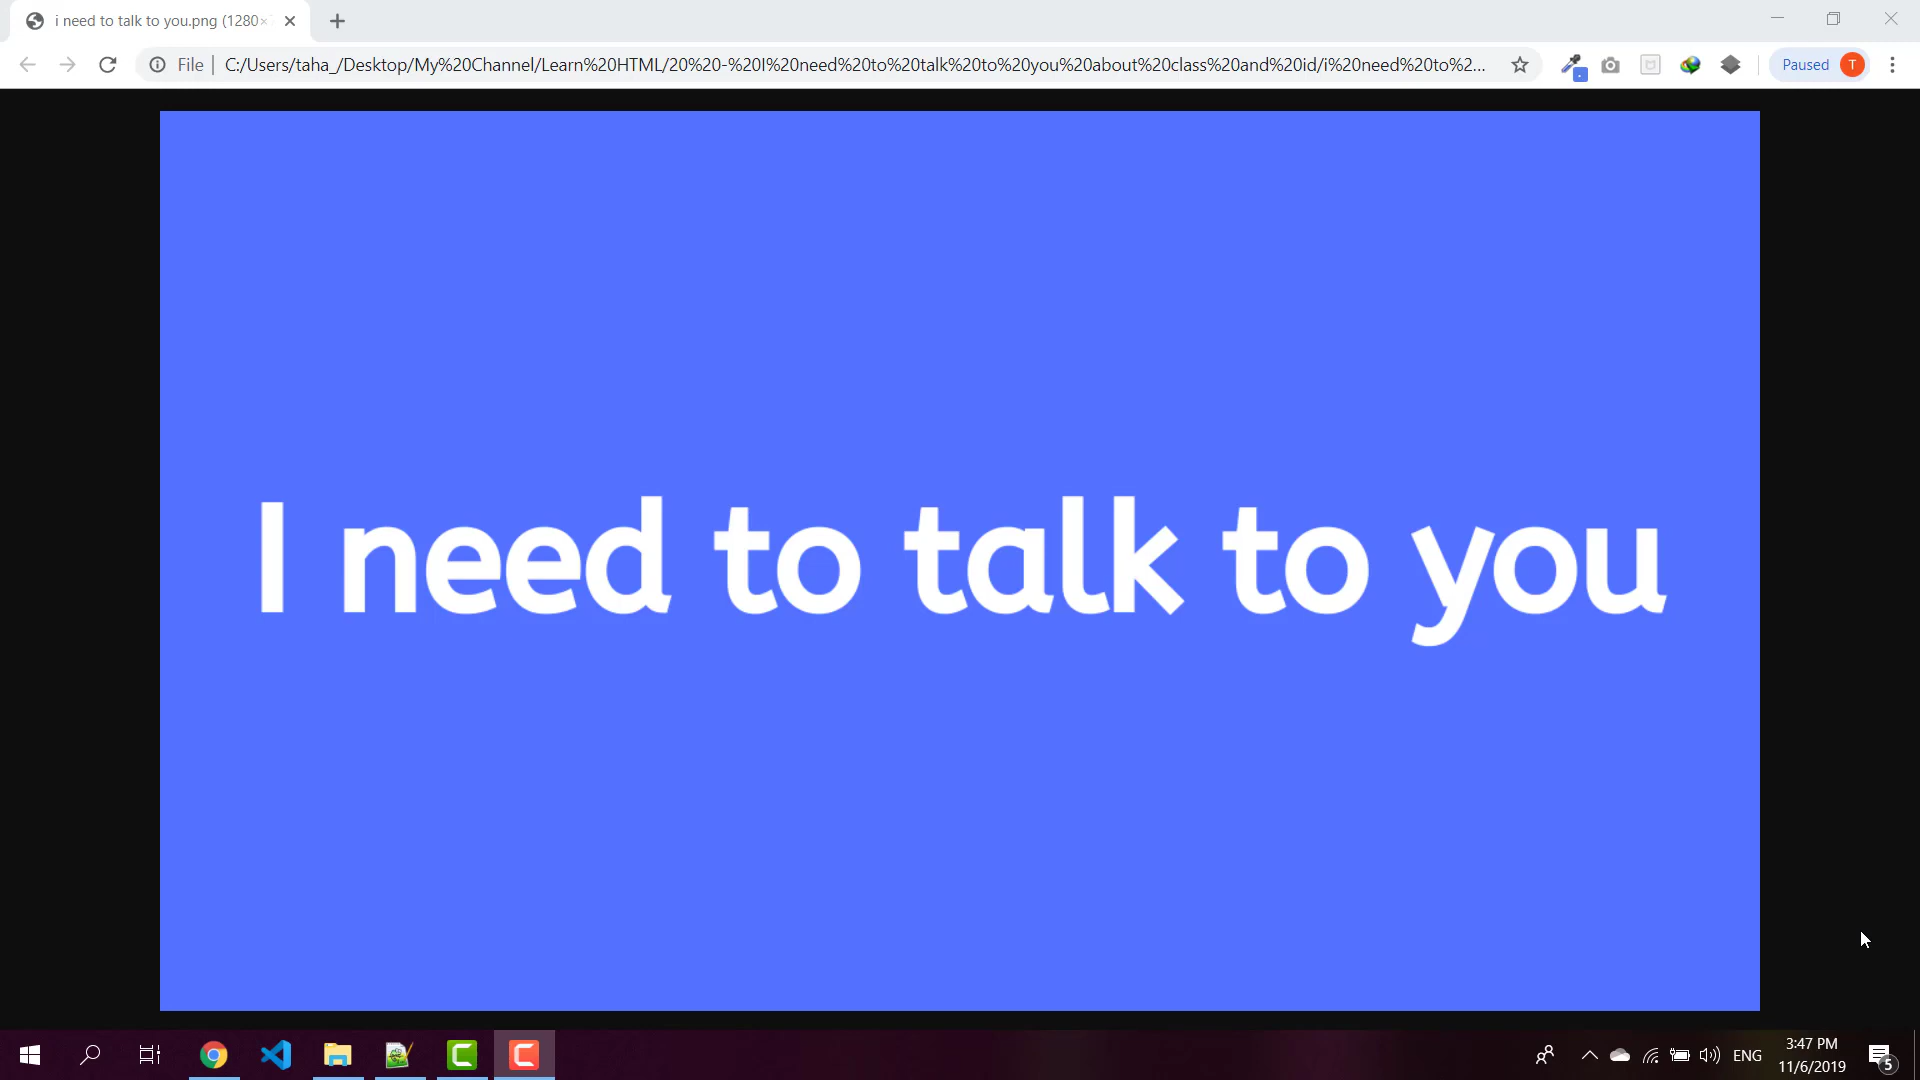 i need to talk to you.png (1280×
File
C:/Users/taha_/Desktop/My%20Channel/Learn%20HTML/20%20-%20I%20need%20to%20talk%20to%20you%20about%20class%20and%20id/i%20need%20to%2...
Paused
T
I need to talk to you
ENG
3:47 PM
11/6/2019
5